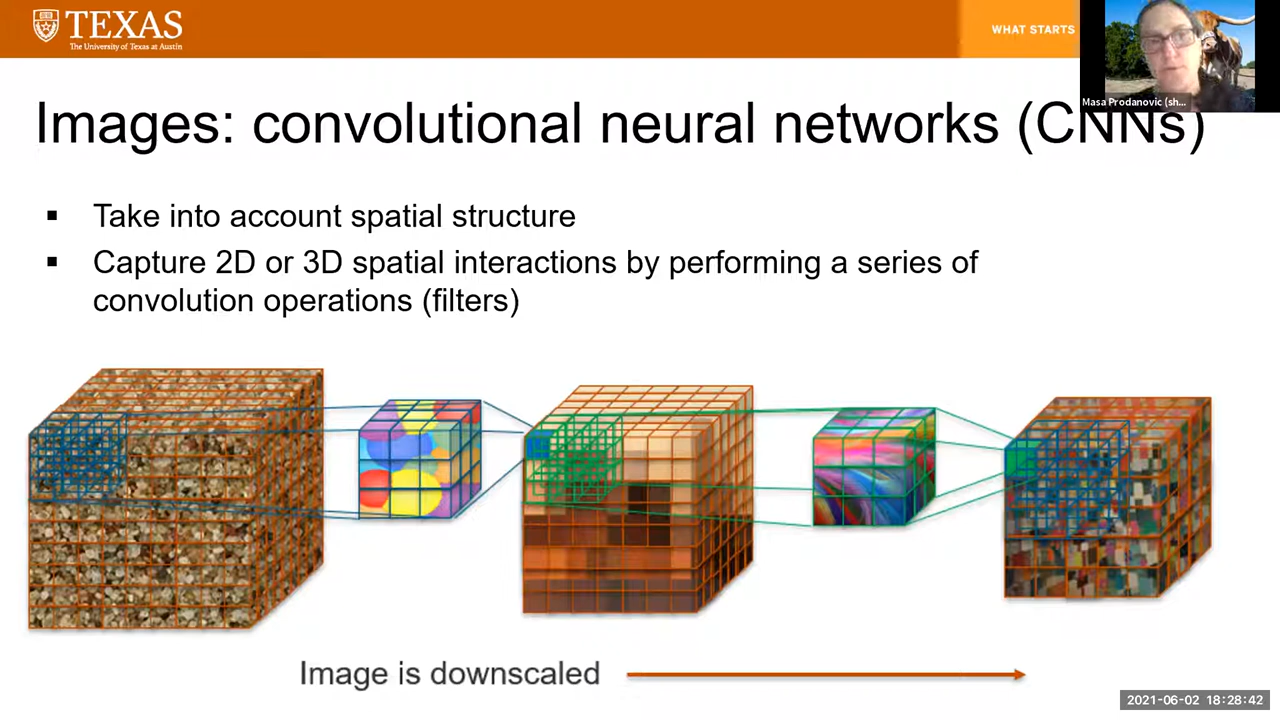 TEXAS
The University of Texas at Austin
WHAT STARTS
Masa Prodanovic (sh...
Images: convolutional neural networks (CNNs)
▪ Take into account spatial structure
▪ Capture 2D or 3D spatial interactions by performing a series of
convolution operations (filters)
Image is downscaled
2021-06-02 18:28:42